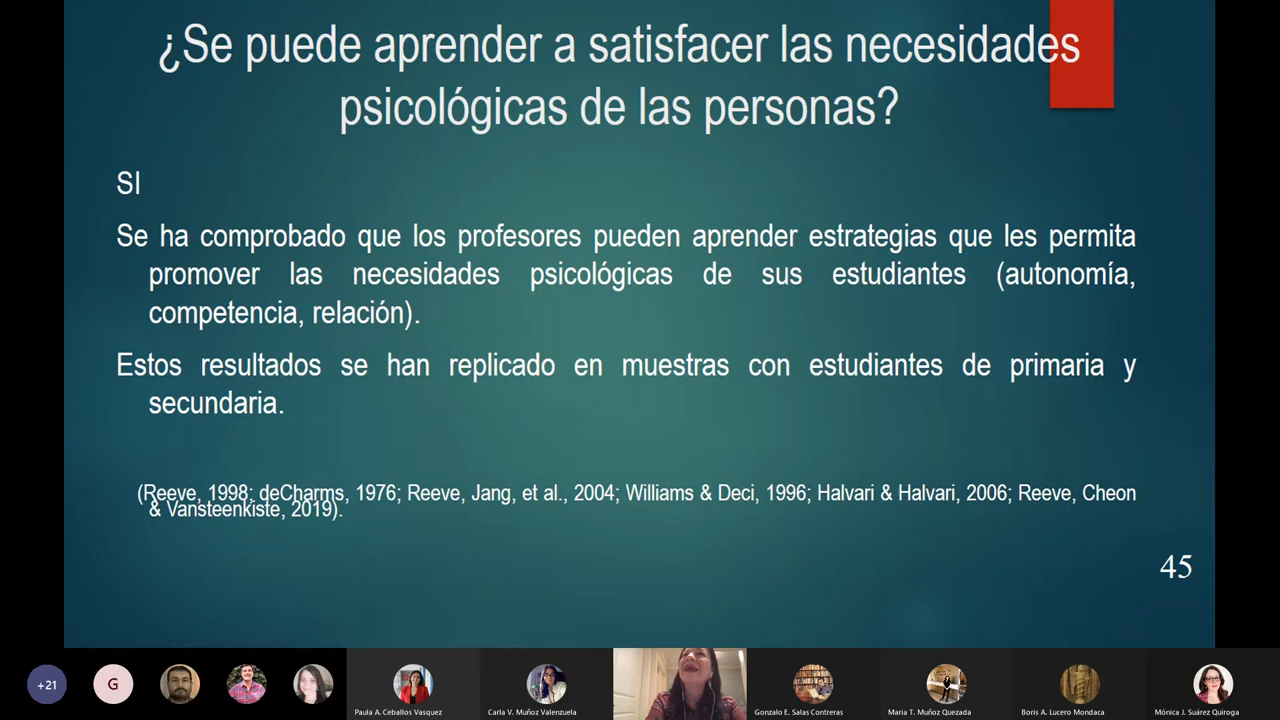 ¿Se puede aprender a satisfacer las necesidades
psicológicas de las personas?
SI
Se ha comprobado que los profesores pueden aprender estrategias que les permita
promover las necesidades psicológicas de sus estudiantes (autonomía,
competencia, relación).
Estos resultados se han replicado en muestras con estudiantes de primaria y
secundaria.
(Reeve, 1998; deCharms, 1976; Reeve, Jang, et al., 2004; Williams & Deci, 1996; Halvari & Halvari, 2006; Reeve, Cheon
& Vansteenkiste, 2019).
45
+21
G
Paula A. Ceballos Vasquez
Carla V. Muñoz Valenzuela
Gonzalo E. Salas Contreras
Maria T. Muñoz Quezada
Boris A. Lucero Mondaca
Mónica J. Suárez Quiroga